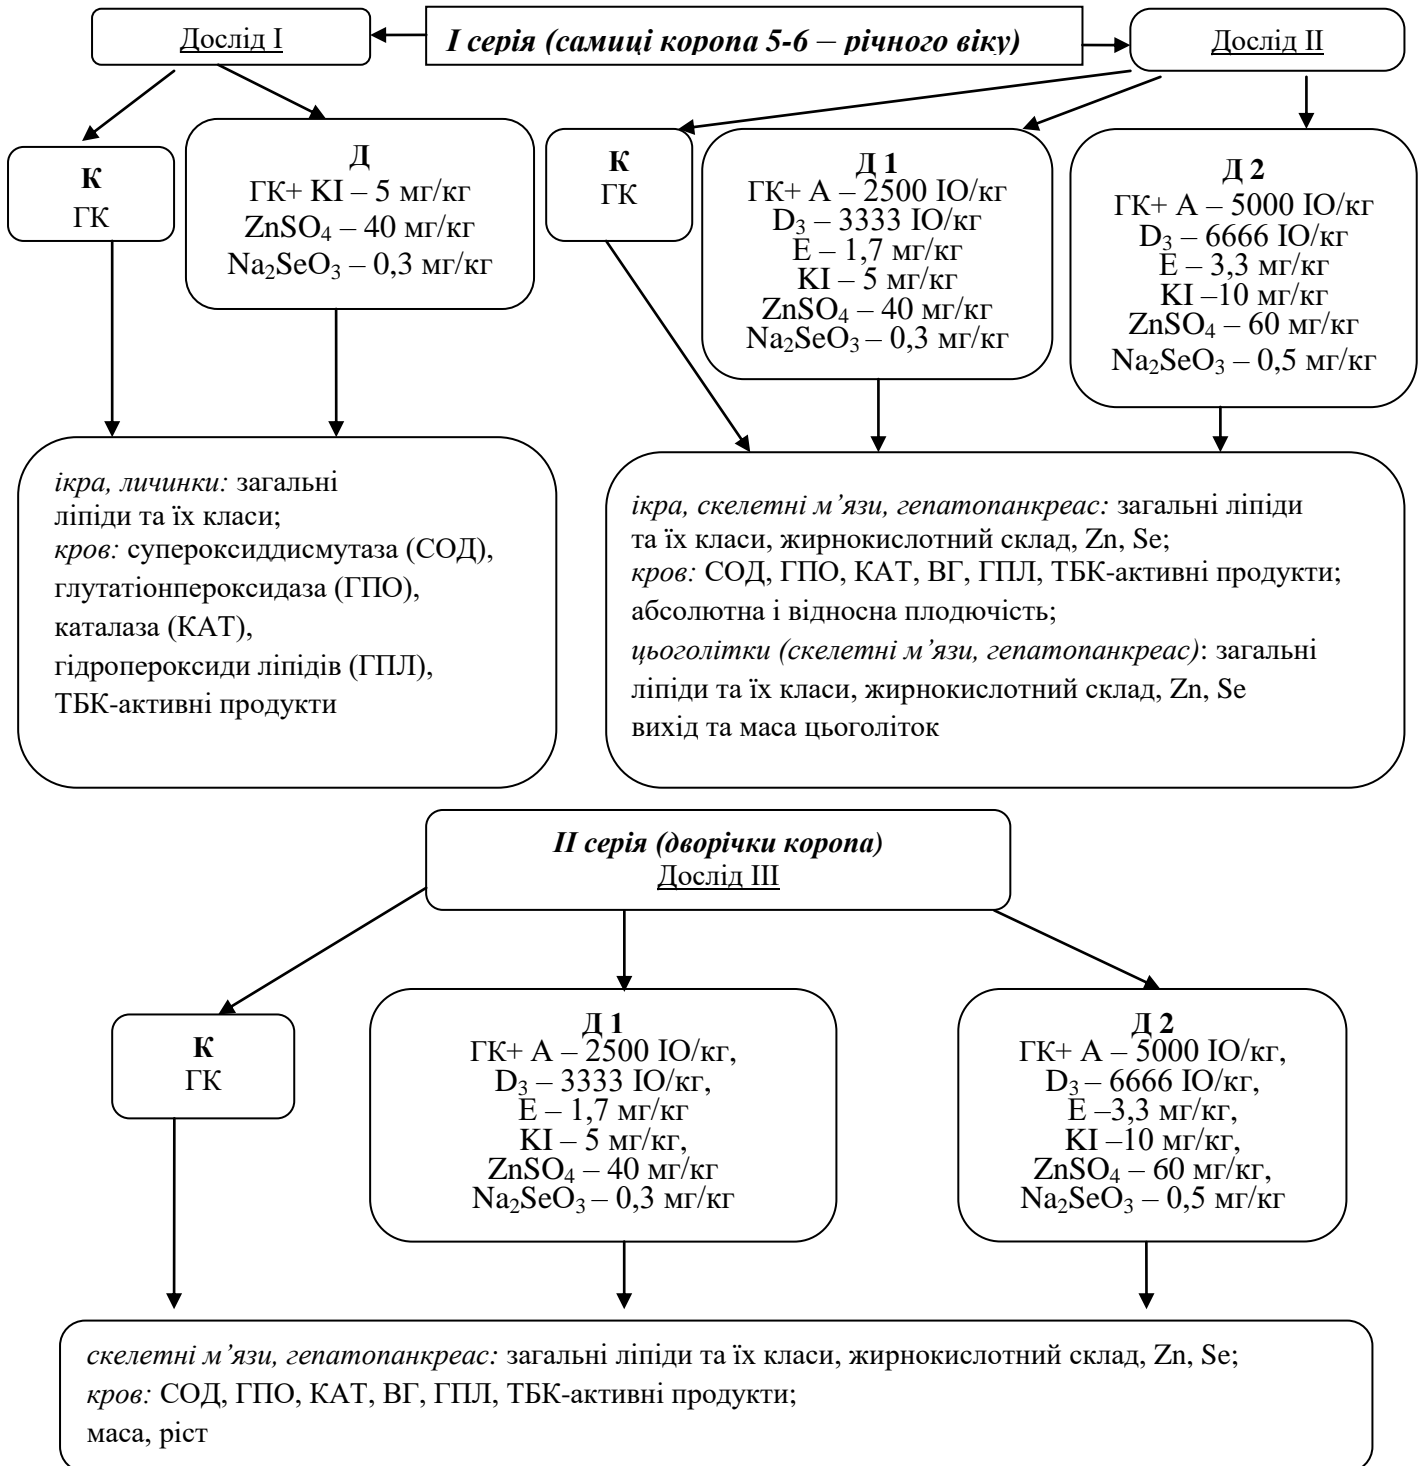 Дослід I
I серія (самиці коропа 5-6 – річного віку)
Дослід II
К
ГК
Д
ГК+ KI – 5 мг/кг
ZnSO₄ – 40 мг/кг
Na₂SeO₃ – 0,3 мг/кг
К
ГК
Д 1
ГК+ А – 2500 ІО/кг
D₃ – 3333 ІО/кг
Е – 1,7 мг/кг
KI – 5 мг/кг
ZnSO₄ – 40 мг/кг
Na₂SeO₃ – 0,3 мг/кг
Д 2
ГК+ А – 5000 ІО/кг
D₃ – 6666 ІО/кг
Е – 3,3 мг/кг
KI –10 мг/кг
ZnSO₄ – 60 мг/кг
Na₂SeO₃ – 0,5 мг/кг
ікра, личинки: загальні
ліпіди та їх класи;
кров: супероксиддисмутаза (СОД),
глутатіонпероксидаза (ГПО),
каталаза (КАТ),
гідропероксиди ліпідів (ГПЛ),
ТБК-активні продукти
ікра, скелетні м’язи, гепатопанкреас: загальні ліпіди
та їх класи, жирнокислотний склад, Zn, Se;
кров: СОД, ГПО, КАТ, ВГ, ГПЛ, ТБК-активні продукти;
абсолютна і відносна плодючість;
цьоголітки (скелетні м’язи, гепатопанкреас): загальні
ліпіди та їх класи, жирнокислотний склад, Zn, Se
вихід та маса цьоголіток
II серія (дворічки коропа)
Дослід III
К
ГК
Д 1
ГК+ А – 2500 ІО/кг,
D₃ – 3333 ІО/кг,
Е – 1,7 мг/кг
KI – 5 мг/кг,
ZnSO₄ – 40 мг/кг
Na₂SeO₃ – 0,3 мг/кг
Д 2
ГК+ А – 5000 ІО/кг,
D₃ – 6666 ІО/кг,
Е –3,3 мг/кг,
KI –10 мг/кг,
ZnSO₄ – 60 мг/кг,
Na₂SeO₃ – 0,5 мг/кг
скелетні м’язи, гепатопанкреас: загальні ліпіди та їх класи, жирнокислотний склад, Zn, Se;
кров: СОД, ГПО, КАТ, ВГ, ГПЛ, ТБК-активні продукти;
маса, ріст